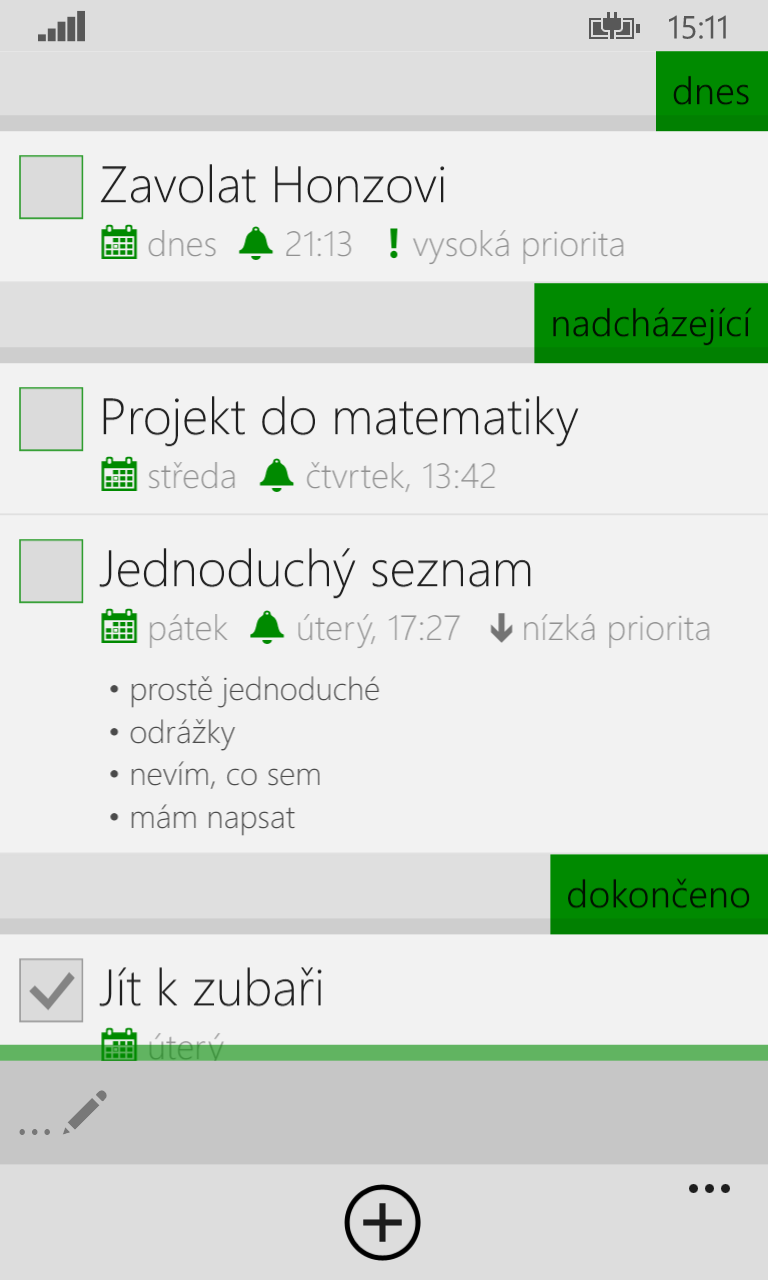 15:11
dnes
Zavolat Honzovi
dnes 21:13 ! vysoká priorita
nadcházející
Projekt do matematiky
středa čtvrtek, 13:42
Jednoduchý seznam
pátek úterý, 17:27 nízká priorita
• prostě jednoduché
• odrážky
• nevím, co sem
• mám napsat
dokončeno
Jít k zubaři
úterý
...